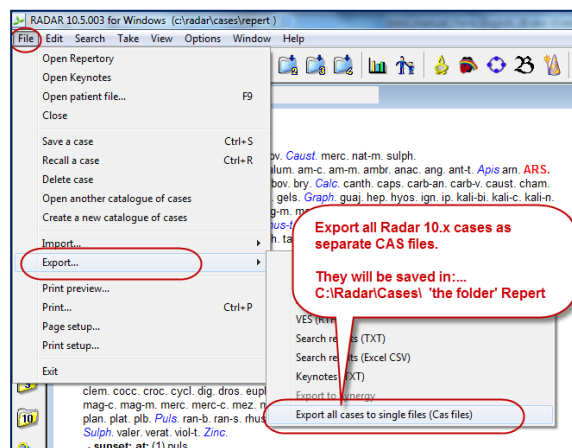 RADAR 10.5.003 for Windows (c:\radar\cases\repert )
File Edit Search Take View Options Window Help
Open Repertory
Open Keynotes
Open patient file... F9
Close
Save a case Ctrl+S
Recall a case Ctrl+R
Delete case
Open another catalogue of cases
Create a new catalogue of cases
Import...
Export...
Print preview...
Print... Ctrl+P
Page setup...
Print setup...
Exit
ov. Caust. merc. nat-m. sulph.
alum. am-c. am-m. ambr. anac. ang. ant-t. Apis arn. ARS.
bov. bry. Calc. canth. caps. carb-an. carb-v. caust. cham.
gels. Graph. guaj. hep. hyos. ign. ip. kali-bi. kali-c. kali-n.
Export all Radar 10.x cases as
separate CAS files.
They will be saved in:...
C:\Radar\Cases\ 'the folder' Repert
VES (RTF)
Search results (TXT)
Search results (Excel CSV)
Keynotes (TXT)
Export to Synergy
Export all cases to single files (Cas files)
10
clem. cocc. croc. cycl. dig. dros. eup
mag-c. mag-m. merc. merc-c. mez.
plan. plat. plb. Puls. ran-b. ran-s. rhus
Sulph. valer. verat. viol-t. Zinc.
- sunset: at: (1) puls